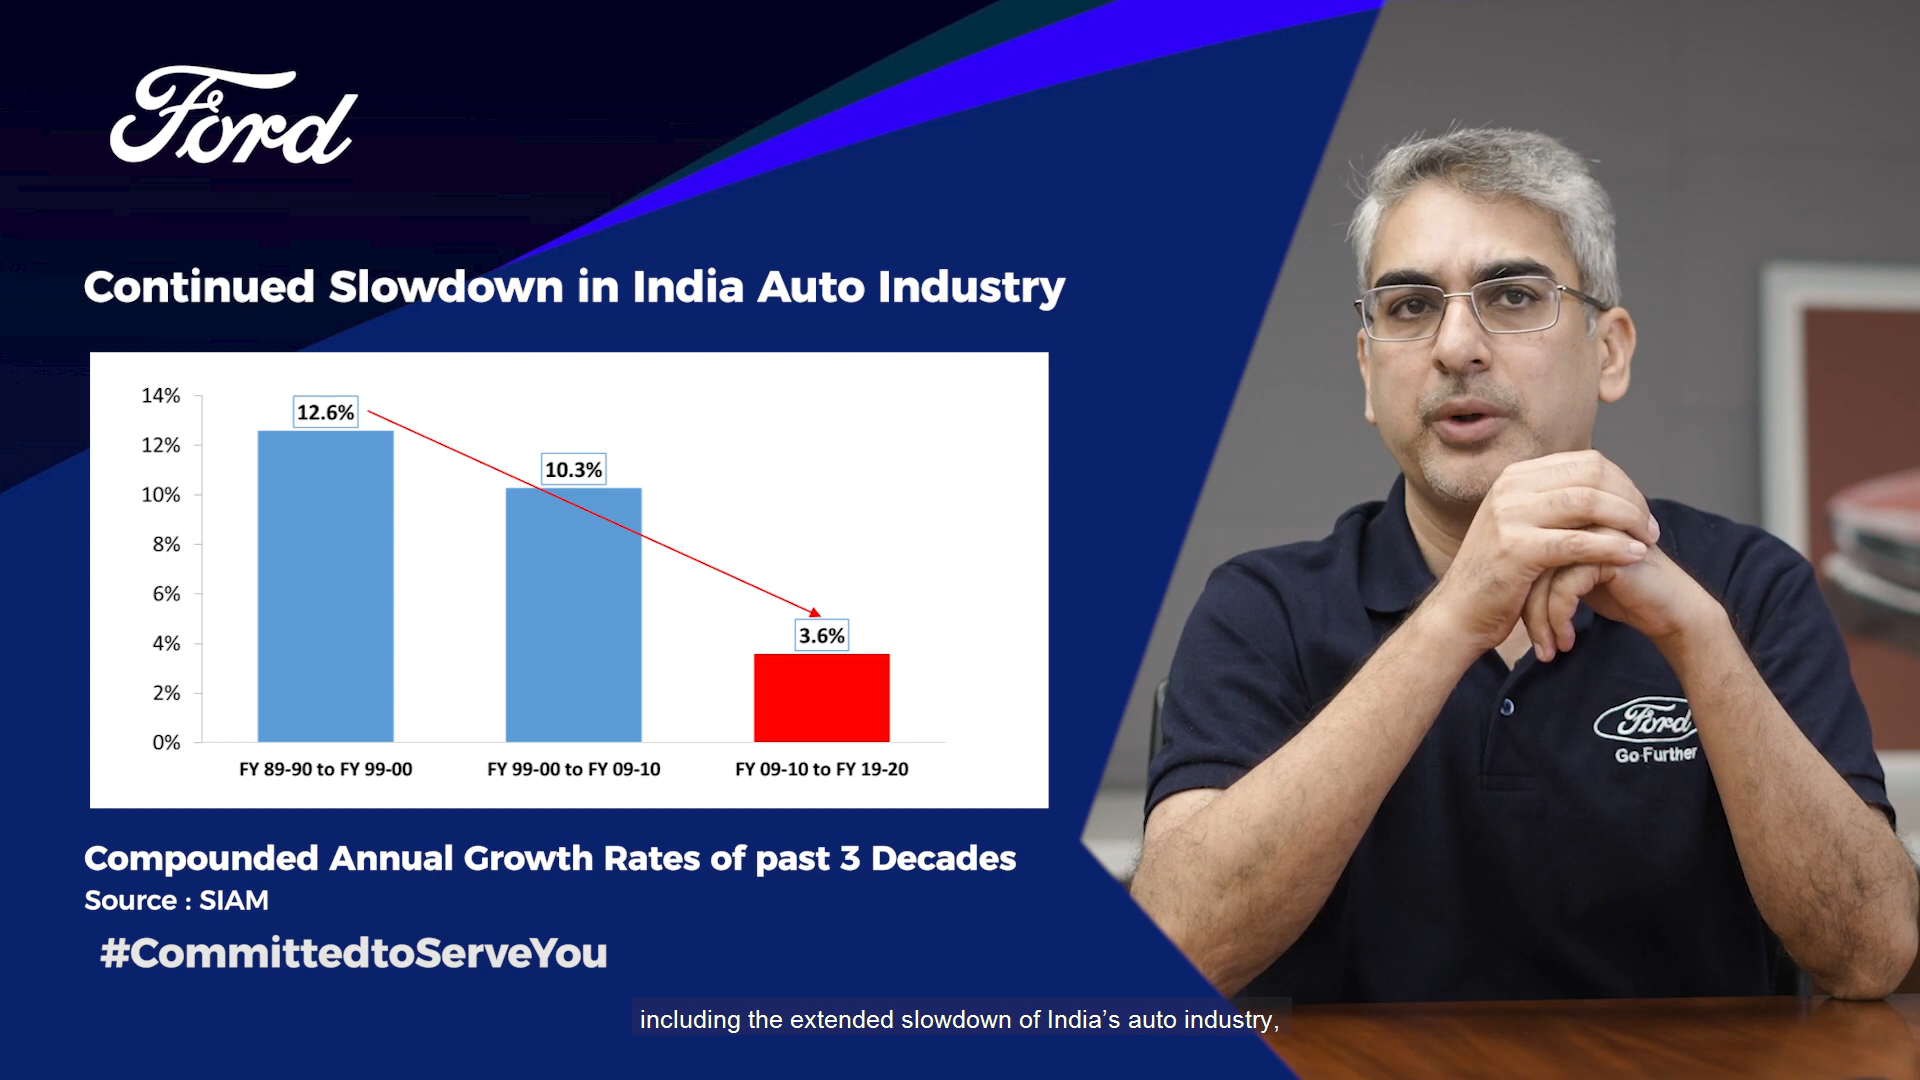 Ford
Continued Slowdown in India Auto Industry
14%
12%
10%
8%
6%
4%
2%
0%
12.6%
10.3%
3.6%
FY 89-90 to FY 99-00
FY 99-00 to FY 09-10
FY 09-10 to FY 19-20
Compounded Annual Growth Rates of past 3 Decades
Source : SIAM
#CommittedtoServeYou
Ford
Go Further
including the extended slowdown of India’s auto industry,